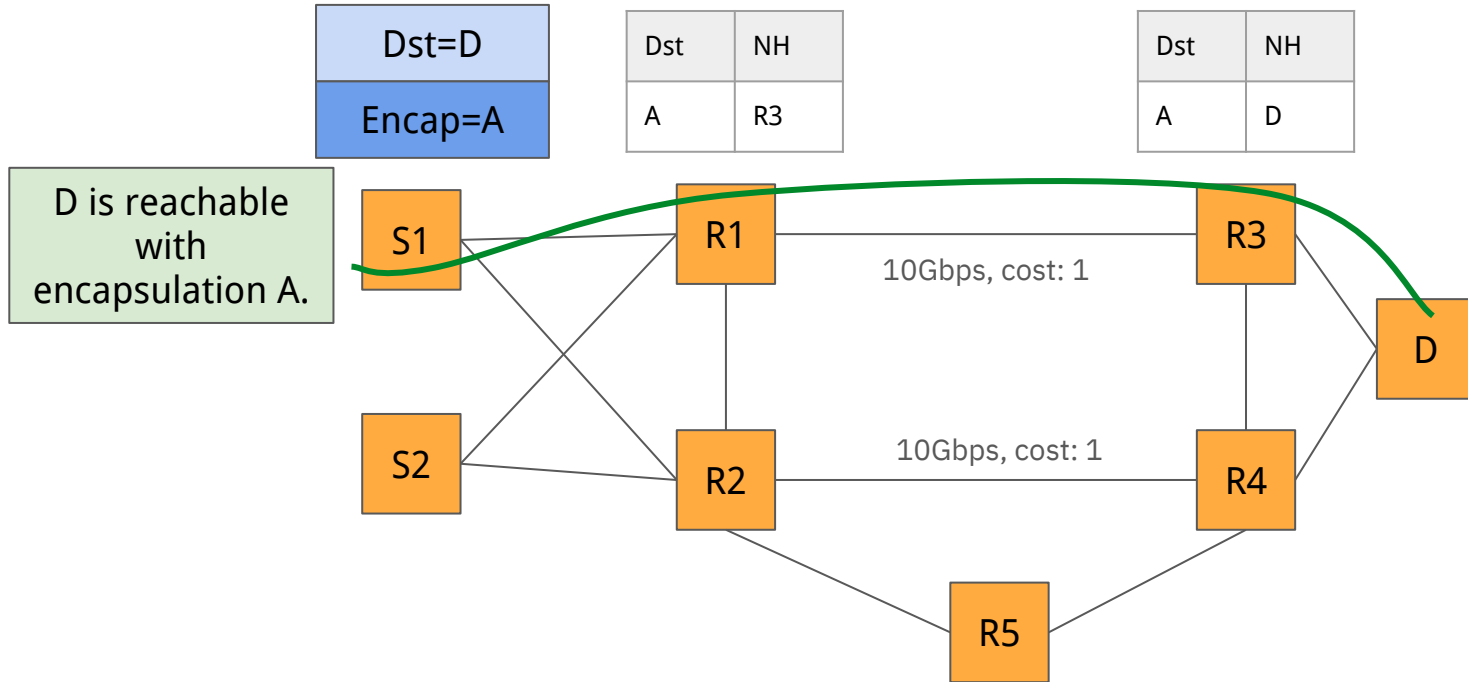 Dst=D
Encap=A
Dst NH
A R3
Dst NH
A D
D is reachable
with
encapsulation A.
S1
R1
R3
10Gbps, cost: 1
D
S2
R2
10Gbps, cost: 1
R4
R5